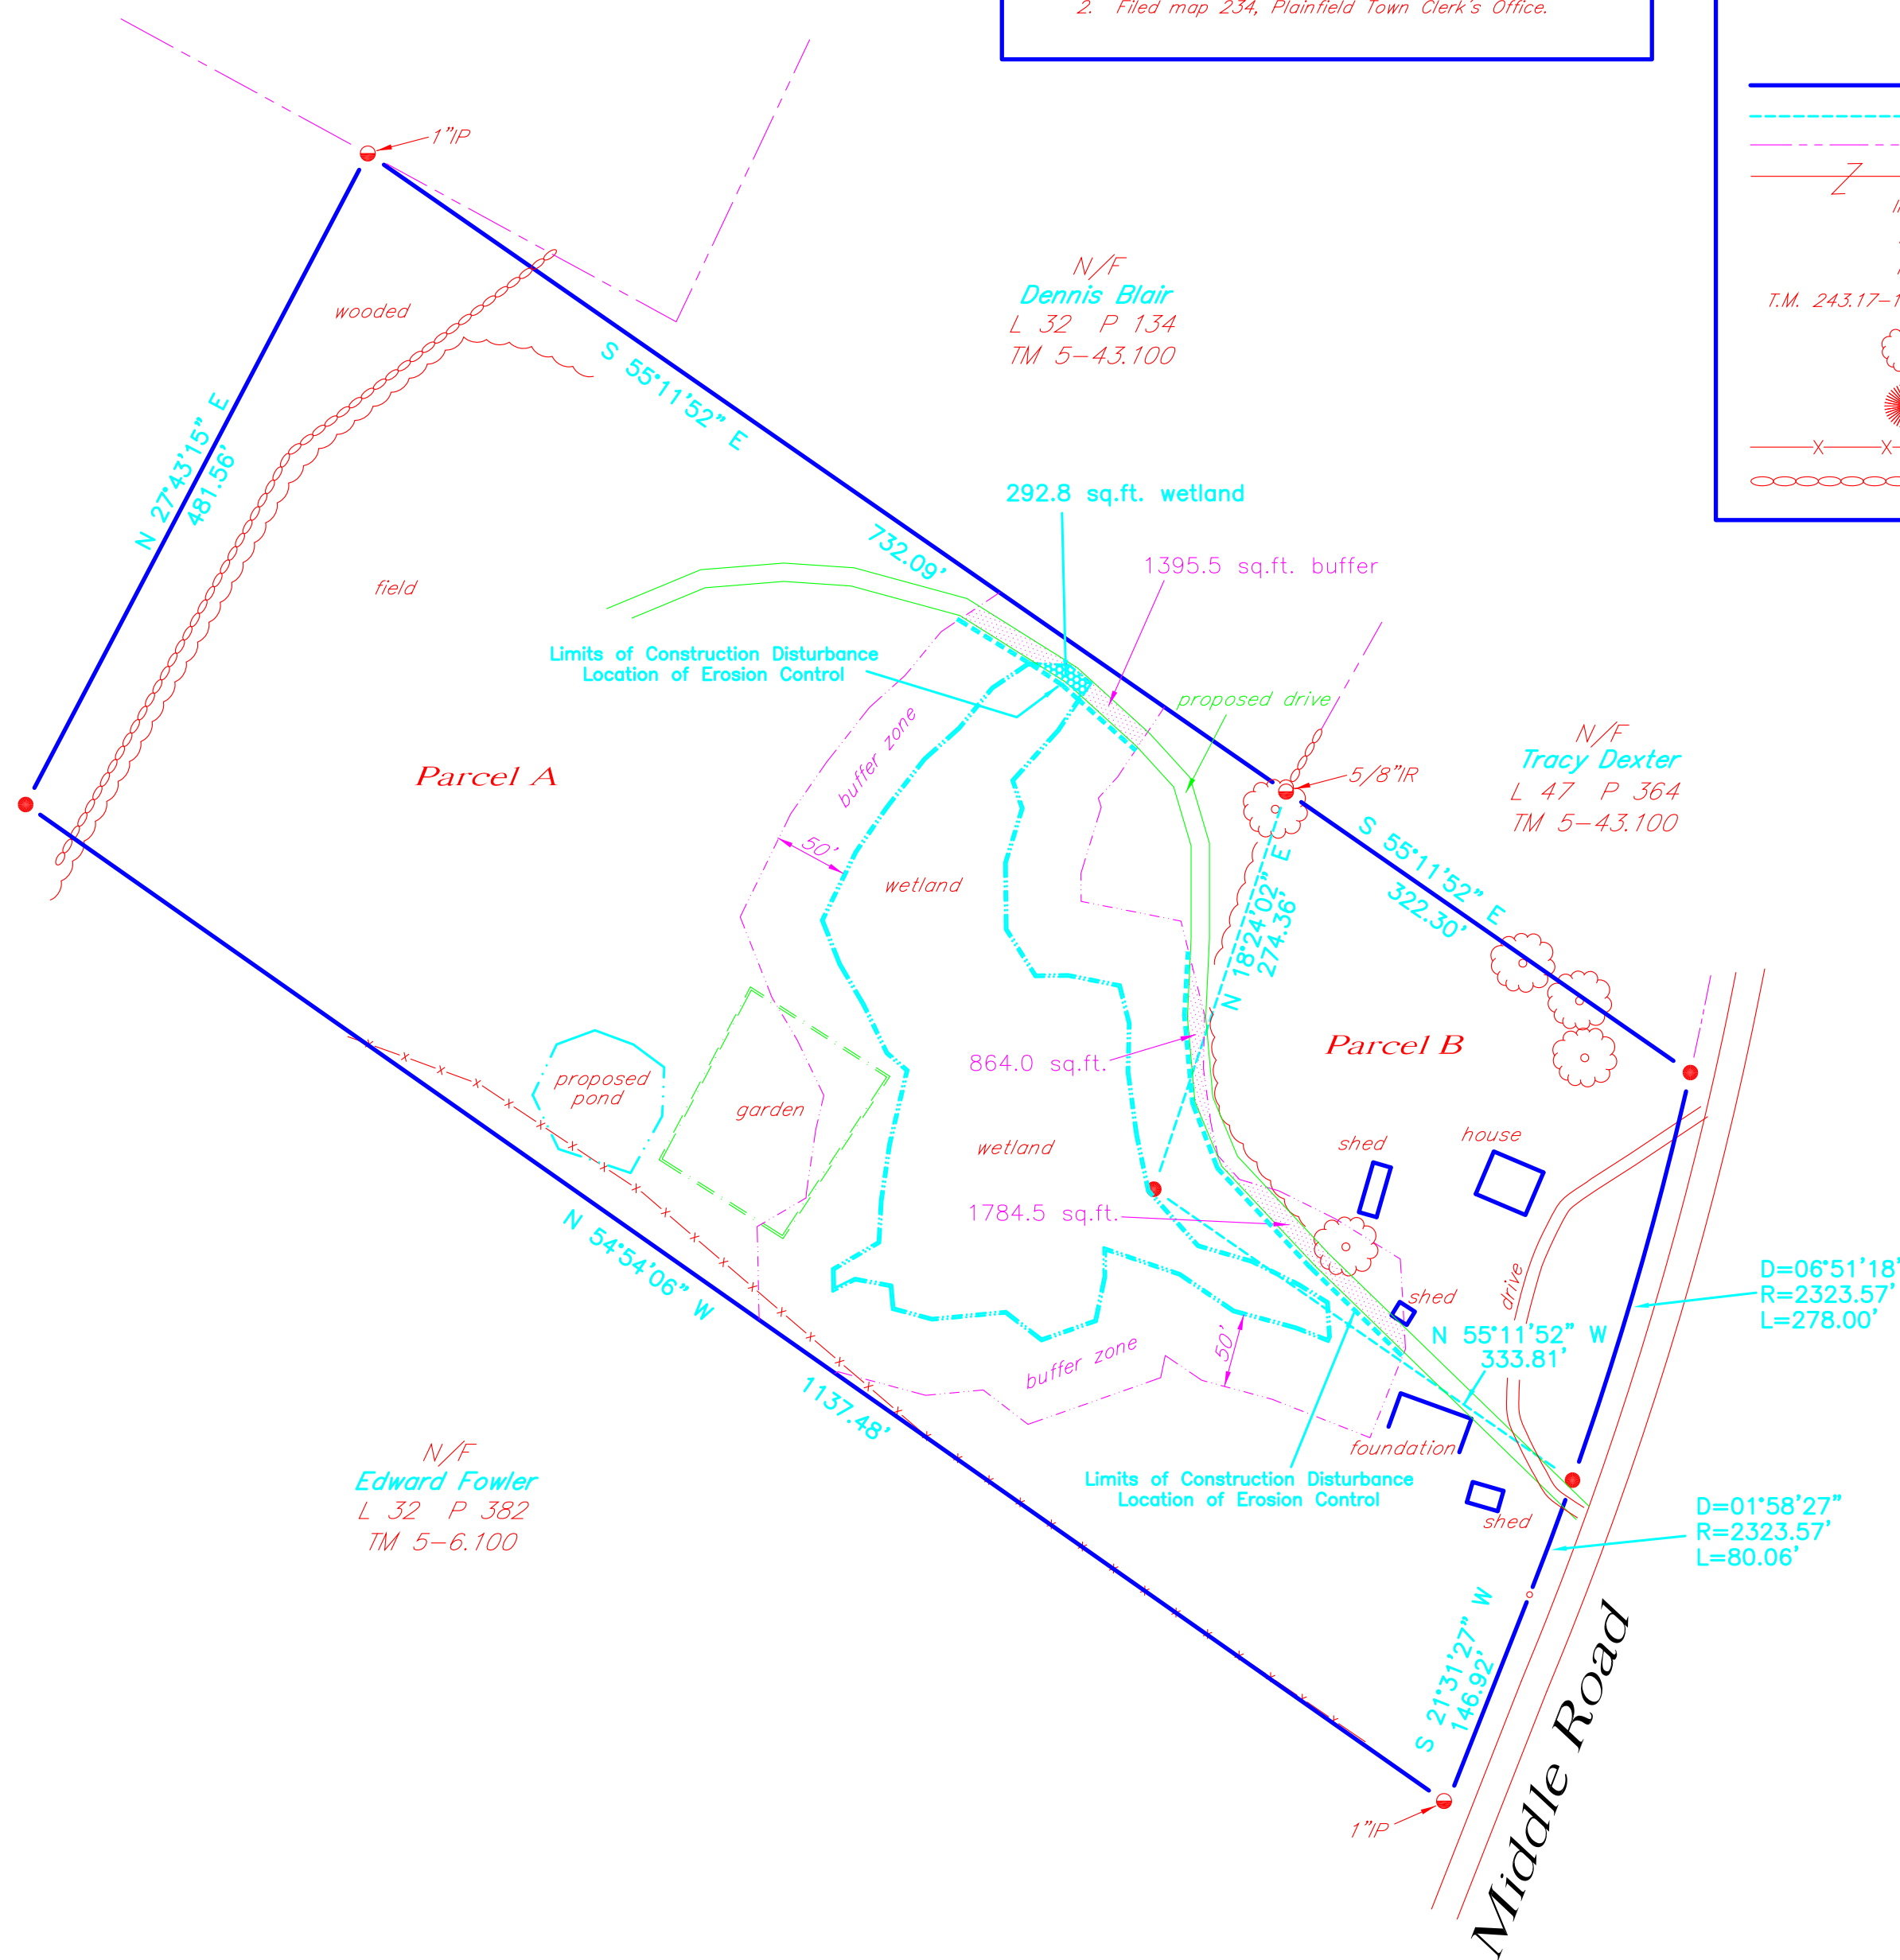 2. Filed map 234, Plainfield Town Clerk's Office.
1"IP
N/F
Dennis Blair
L 32 P 134
TM 5-43.100
T.M. 243.17-1
wooded
S 55°11'52" E
732.09'
N 27°43'15" E
481.56'
292.8 sq.ft. wetland
1395.5 sq.ft. buffer
field
Limits of Construction Disturbance
Location of Erosion Control
proposed drive
buffer zone
N/F
Tracy Dexter
L 47 P 364
TM 5-43.100
5/8"IR
Parcel A
50'
wetland
S 55°11'52" E
322.30'
N 18°24'02" E
274.36'
Parcel B
864.0 sq.ft.
proposed
pond
garden
wetland
shed
house
1784.5 sq.ft.
N 54°54'06" W
1137.48'
drive
shed
D=06°51'18"
R=2323.57'
L=278.00'
N 55°11'52" W
333.81'
buffer zone
50'
foundation
N/F
Edward Fowler
L 32 P 382
TM 5-6.100
Limits of Construction Disturbance
Location of Erosion Control
shed
D=01°58'27"
R=2323.57'
L=80.06'
S 21°31'27" W
146.92'
1"IP
Middle Road